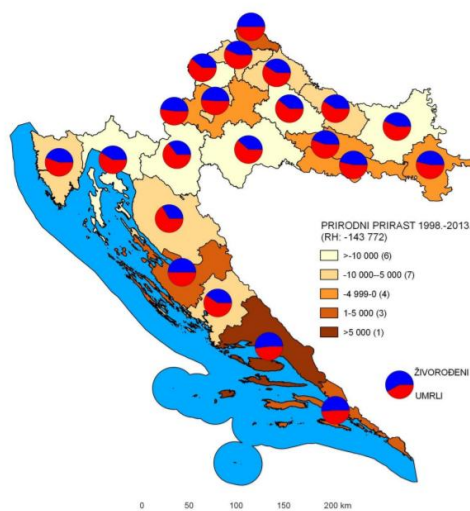 PRIRODNI PRIRAST 1998.-2013.
(RH: -143 772)
>-10 000 (6)
-10 000--5 000 (7)
-4 999-0 (4)
1-5 000 (3)
>5 000 (1)
ŽIVOROĐENI
UMRLI
0 50 100 150 200 km